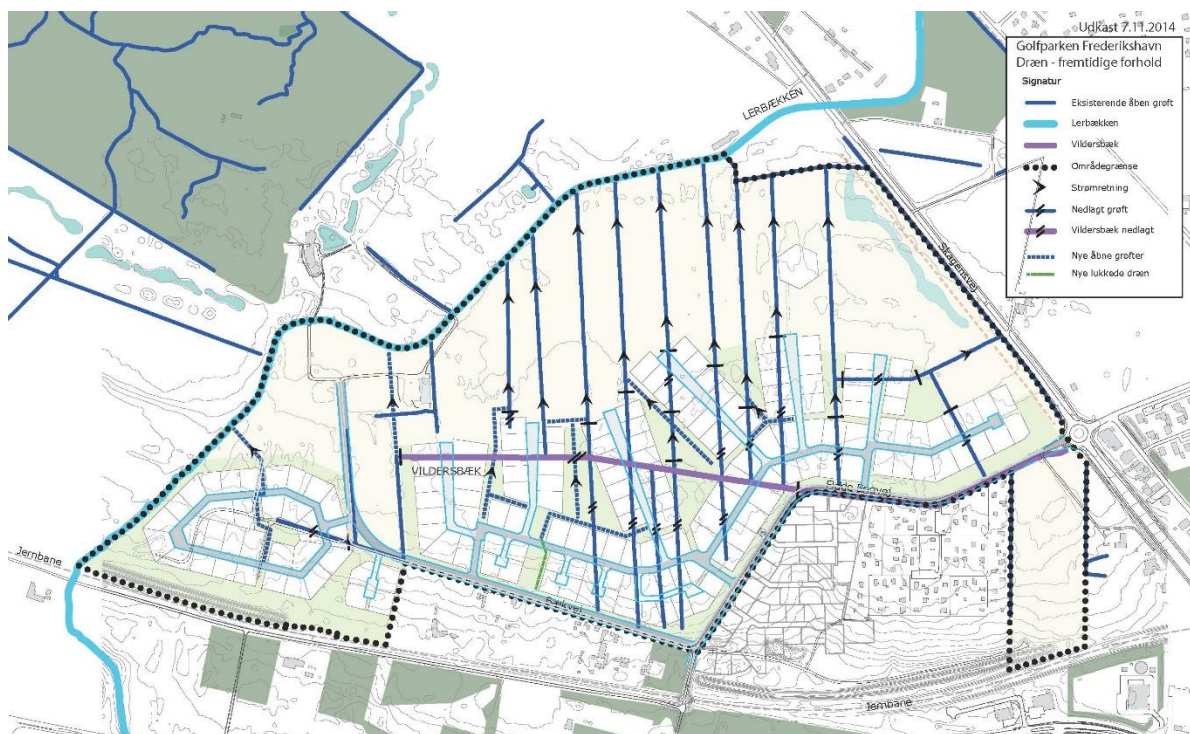 Udkast 7.11.2014
Golfparken Frederikshavn
Dræn - fremtidige forhold
Signatur
Eksisterende åben grøft
Lerbækken
Vildersbæk
Områdegrænse
Strømretning
Nedlagt grøft
Vildersbæk nedlagt
Nye åbne grøfter
Nye lukkede dræn
LERBÆKKEN
Skagensvej
VILDERSBÆK
Jernbane
Jernbane